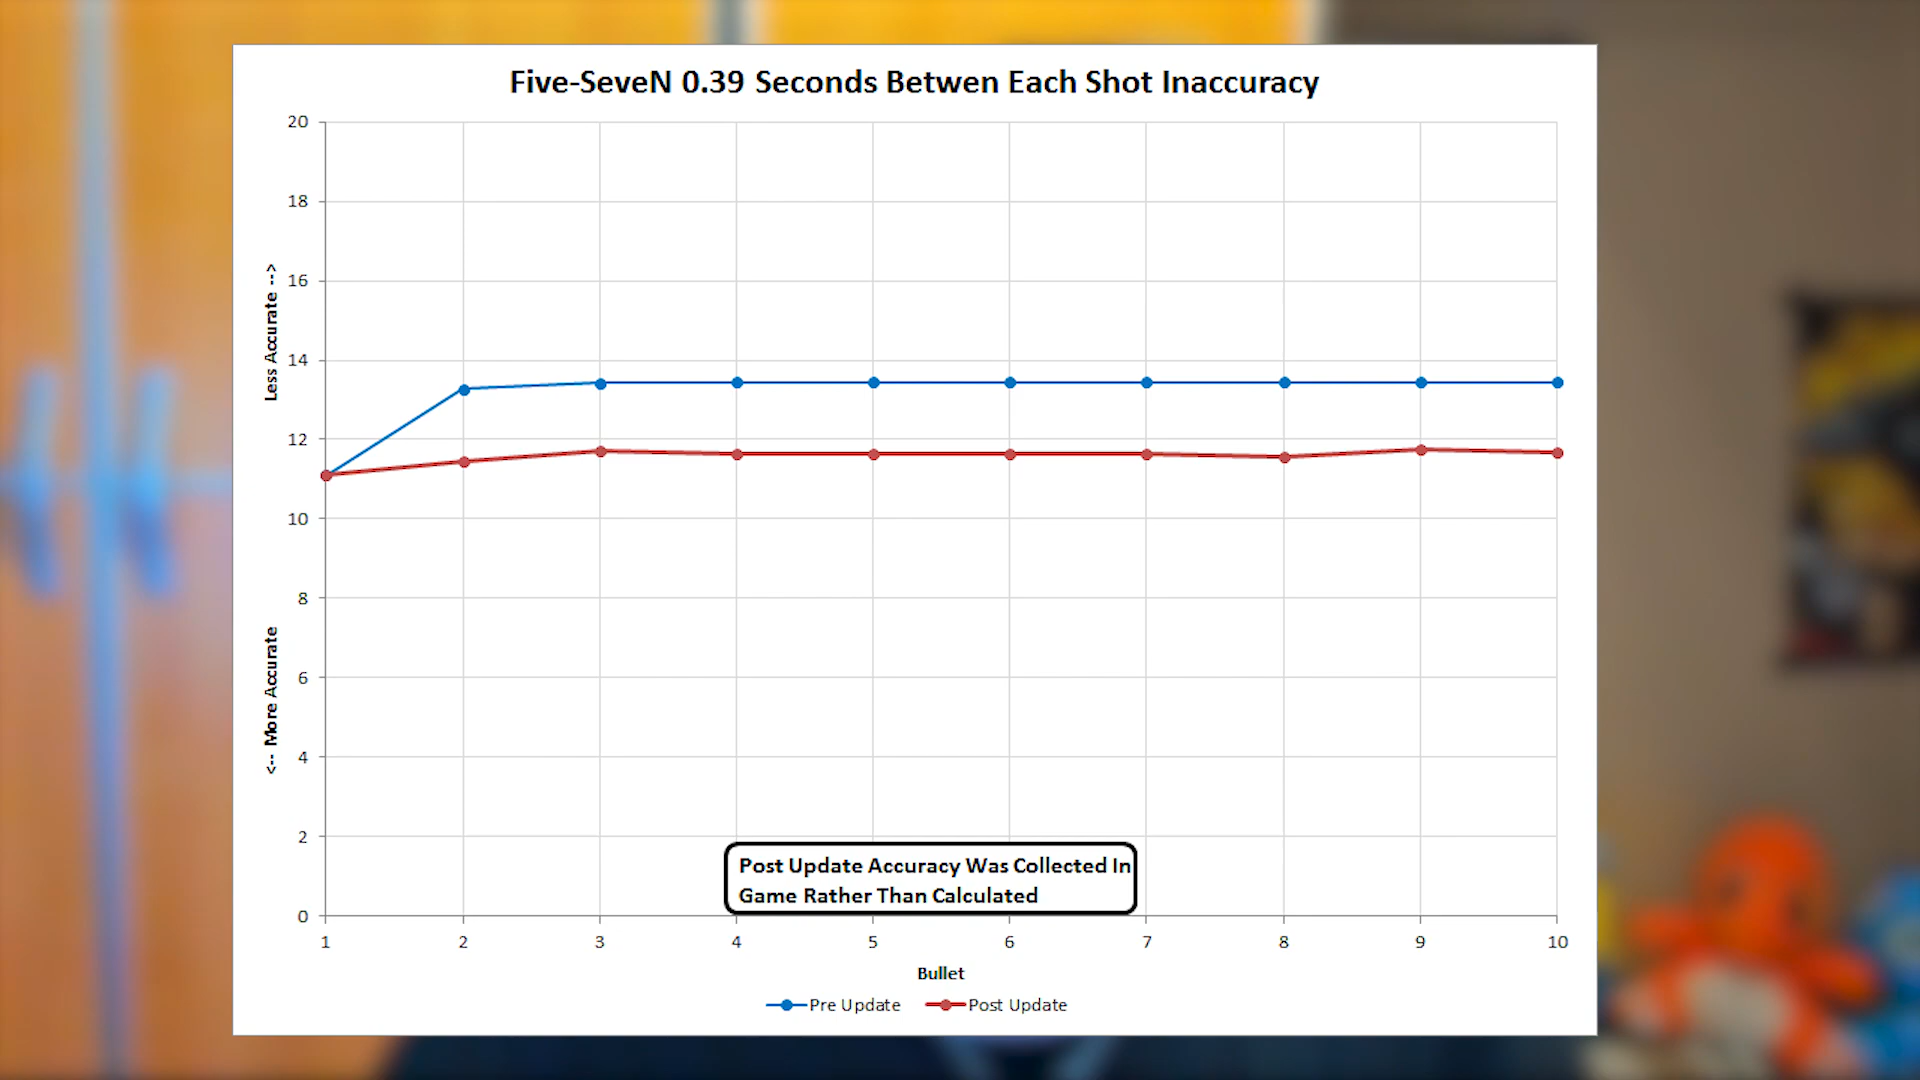 Five-SeveN 0.39 Seconds Betwen Each Shot Inaccuracy
20
18
16
14
12
10
8
6
4
2
0
Less Accurate -->
<-- More Accurate
Post Update Accuracy Was Collected In
Game Rather Than Calculated
1 2 3 4 5 6 7 8 9 10
Bullet
Pre Update Post Update